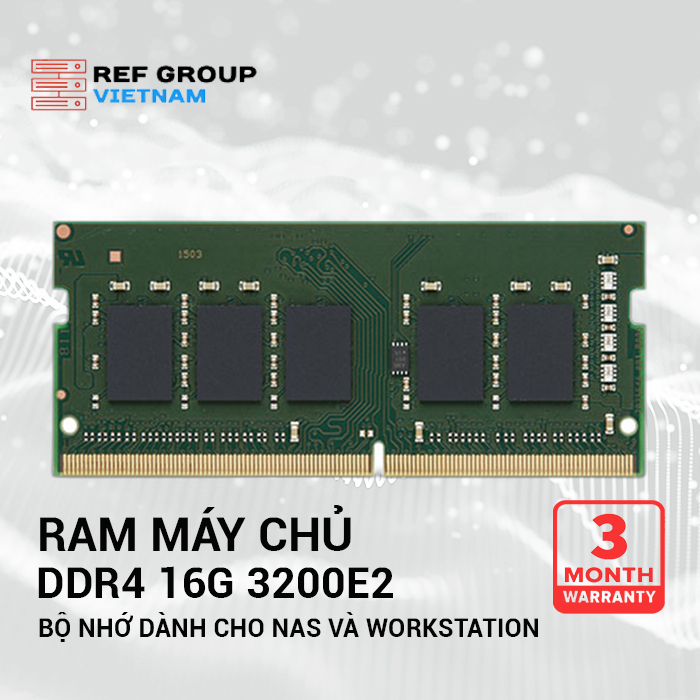 REF GROUP
VIETNAM
1503
RAM MÁY CHỦ
DDR4 16G 3200E2
BỘ NHỚ DÀNH CHO NAS VÀ WORKSTATION
3
MONTH
WARRANTY